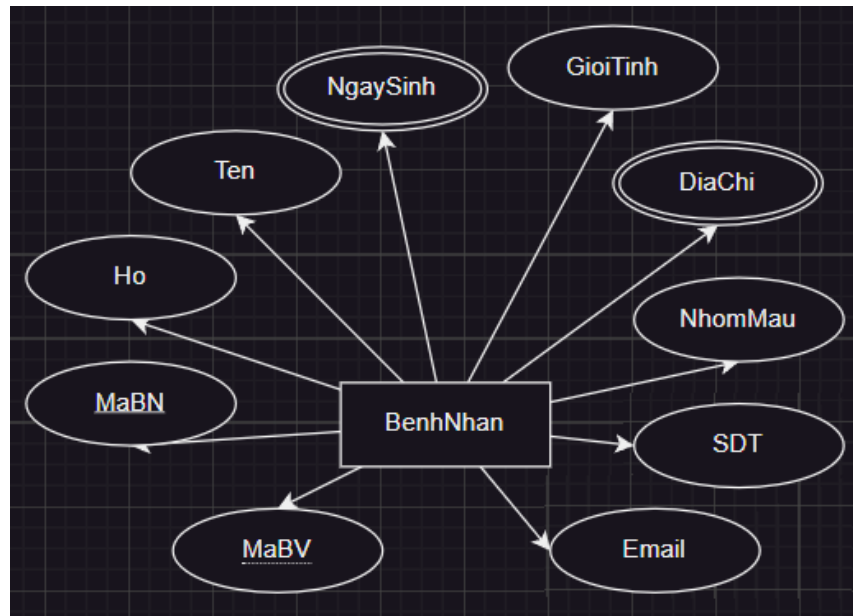 NgaySinh
GioiTinh
Ten
DiaChi
Ho
NhomMau
MaBN
BenhNhan
SDT
MaBV
Email